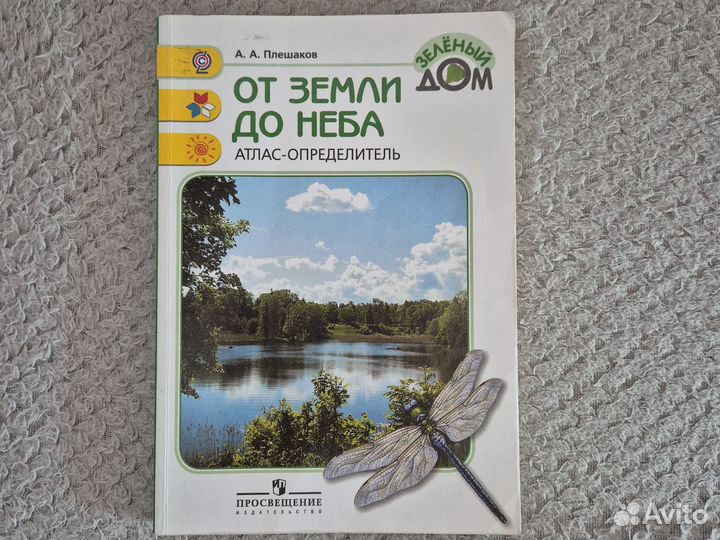 А. А. Плешаков
ЗЕЛЁНЫЙ
ДОМ
ОТ ЗЕМЛИ
ДО НЕБА
АТЛАС-ОПРЕДЕЛИТЕЛЬ
ПРОСВЕЩЕНИЕ
ИЗДАТЕЛЬСТВО
Avito